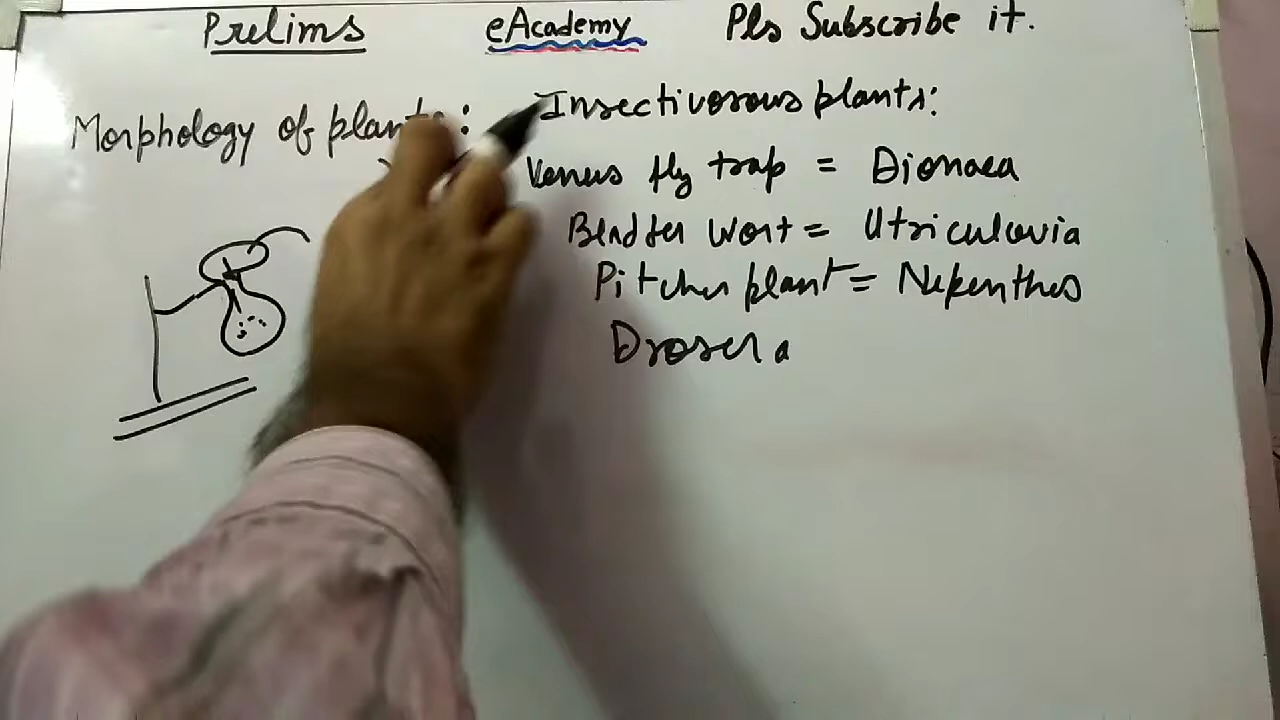 Prelims eAcademy Pls Subscribe it.
Morphology of plants:
Insectivorous plants:
Venus fly trap = Dionaea
Bladder Wort = Utricularia
Pitcher plant = Nepenthes
Drosera